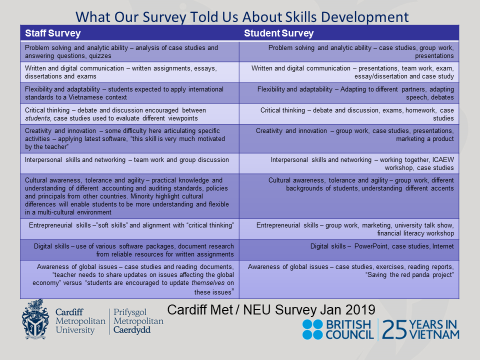 What Our Survey Told Us About Skills Development
Staff Survey
Student Survey
Problem solving and analytic ability – analysis of case studies and
answering questions, quizzes
Problem solving and analytic ability – case studies, group work,
presentations
Written and digital communication – written assignments, essays,
dissertations and exams
Written and digital communication – presentations, team work, exam,
essay/dissertation and case study
Flexibility and adaptability – students expected to apply international
standards to a Vietnamese context
Flexibility and adaptability – Adapting to different partners, adapting
speech, debates
Critical thinking – debate and discussion encouraged between
students, case studies used to evaluate different viewpoints
Critical thinking – debate and discussion, exams, homework, case
studies
Creativity and innovation – some difficulty here articulating specific
activities – applying latest software, “this skill is very much motivated
by the teacher”
Creativity and innovation – group work, case studies, presentations,
marketing a product
Interpersonal skills and networking – team work and group discussion
Interpersonal skills and networking – working together, ICAEW
workshop, case studies
Cultural awareness, tolerance and agility – practical knowledge and
understanding of different accounting and auditing standards, policies
and principals from other countries. Minority highlight cultural
differences will enable students to be more understanding and flexible
in a multi-cultural environment
Cultural awareness, tolerance and agility – group work, different
backgrounds of students, understanding different accents
Entrepreneurial skills –“soft skills” and alignment with “critical thinking”
Entrepreneurial skills – group work, marketing, university talk show,
financial literacy workshop
Digital skills – use of various software packages, document research
from reliable resources for written assignments
Digital skills – PowerPoint, case studies, Internet
Awareness of global issues – case studies and reading documents,
“teacher need to share updates on issues affecting the global
economy” versus “students are encouraged to update themselves on
these issues”
Awareness of global issues – case studies, exercises, reading reports,
“Saving the red panda project”
Cardiff Met / NEU Survey Jan 2019
Cardiff
Metropolitan
University
Prifysgol
Metropolitan
Caerdydd
BRITISH
COUNCIL
25 YEARS IN
VIETNAM